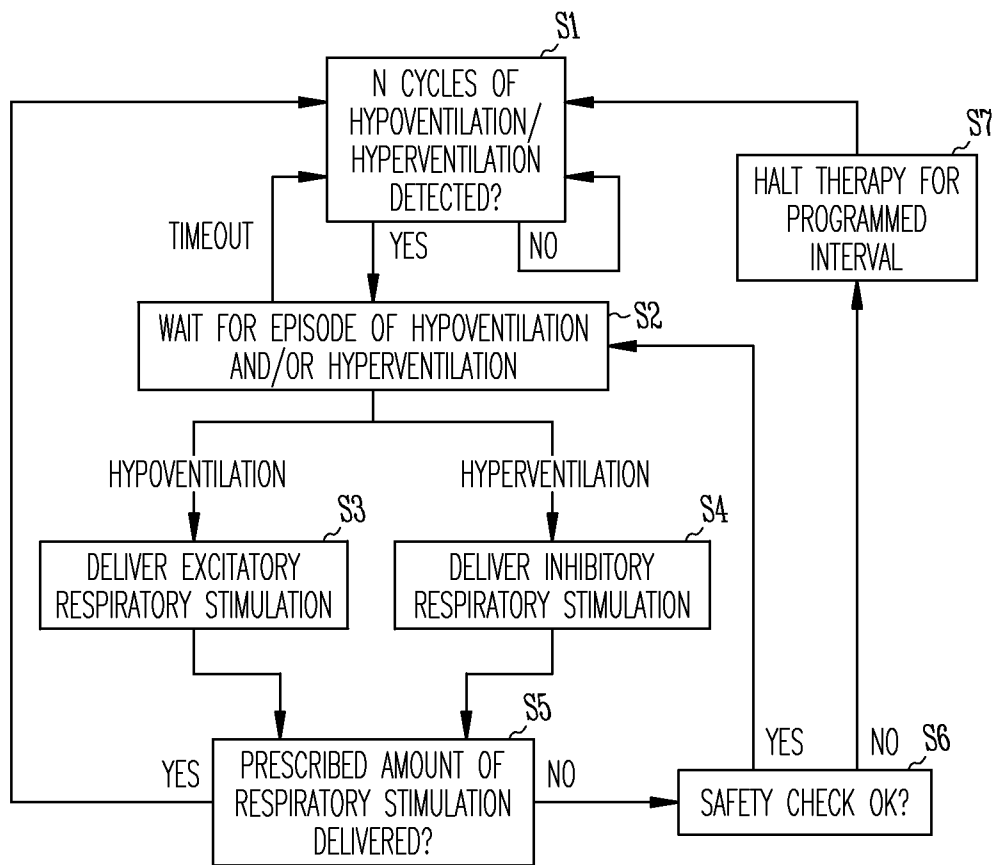 S1
N CYCLES OF
HYPOVENTILATION/
HYPERVENTILATION
DETECTED?
S7
HALT THERAPY FOR
PROGRAMMED
INTERVAL
TIMEOUT
YES
NO
S2
WAIT FOR EPISODE OF HYPOVENTILATION
AND/OR HYPERVENTILATION
HYPOVENTILATION
HYPERVENTILATION
S3
DELIVER EXCITATORY
RESPIRATORY STIMULATION
S4
DELIVER INHIBITORY
RESPIRATORY STIMULATION
S5
YES
PRESCRIBED AMOUNT OF
RESPIRATORY STIMULATION
DELIVERED?
NO
YES
NO
S6
SAFETY CHECK OK?